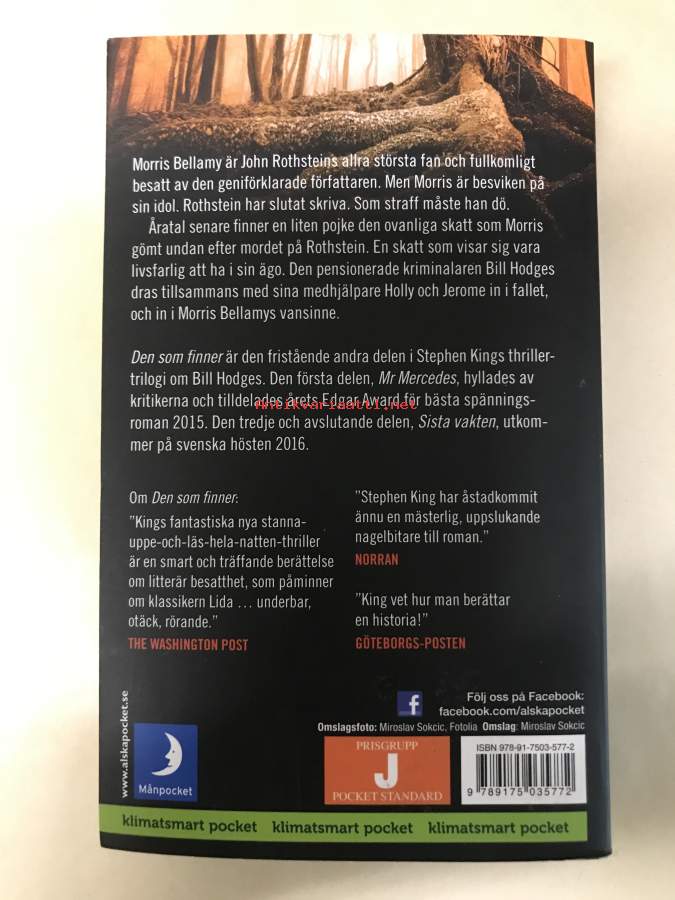 Morris Bellamy är John Rothsteins allra största fan och fullkomligt
besatt av den geniförklarade författaren. Men Morris är besviken på
sin idol. Rothstein har slutat skriva. Som straff måste han dö.
Åratal senare finner en liten pojke den ovanliga skatt som Morris
gömt undan efter mordet på Rothstein. En skatt som visar sig vara
livsfarlig att ha i sin ägo. Den pensionerade kriminalaren Bill Hodges
dras tillsammans med sina medhjälpare Holly och Jerome in i fallet,
och in i Morris Bellamys vansinne.
Den som finner är den fristående andra delen i Stephen Kings thriller-
trilogi om Bill Hodges. Den första delen, Mr Mercedes, hyllades av
kritikerna och tilldelades årets Edgar Award för bästa spännings-
antikvariaatti.net
roman 2015. Den tredje och avslutande delen, Sista vakten, utkom-
mer på svenska hösten 2016.
Om Den som finner:
"Kings fantastiska nya stanna-
uppe-och-läs-hela-natten-thriller
är en smart och träffande berättelse
om litterär besatthet, som påminner
om klassikern Lida ... underbar,
otäck, rörande."
THE WASHINGTON POST
"Stephen King har åstadkommit
ännu en mästerlig, uppslukande
nagelbitare till roman."
NORRAN
"King vet hur man berättar
en historia!"
GÖTEBORGS-POSTEN
Följ oss på Facebook:
facebook.com/alskapocket
Omslagsfoto: Miroslav Sokcic, Fotolia Omslag: Miroslav Sokcic
www.alskapocket.se
Månpocket
PRISGRUPP
J
POCKET STANDARD
ISBN 978-91-7503-577-2
9 789175 035772
klimatsmart pocket klimatsmart pocket klimatsmart pocket